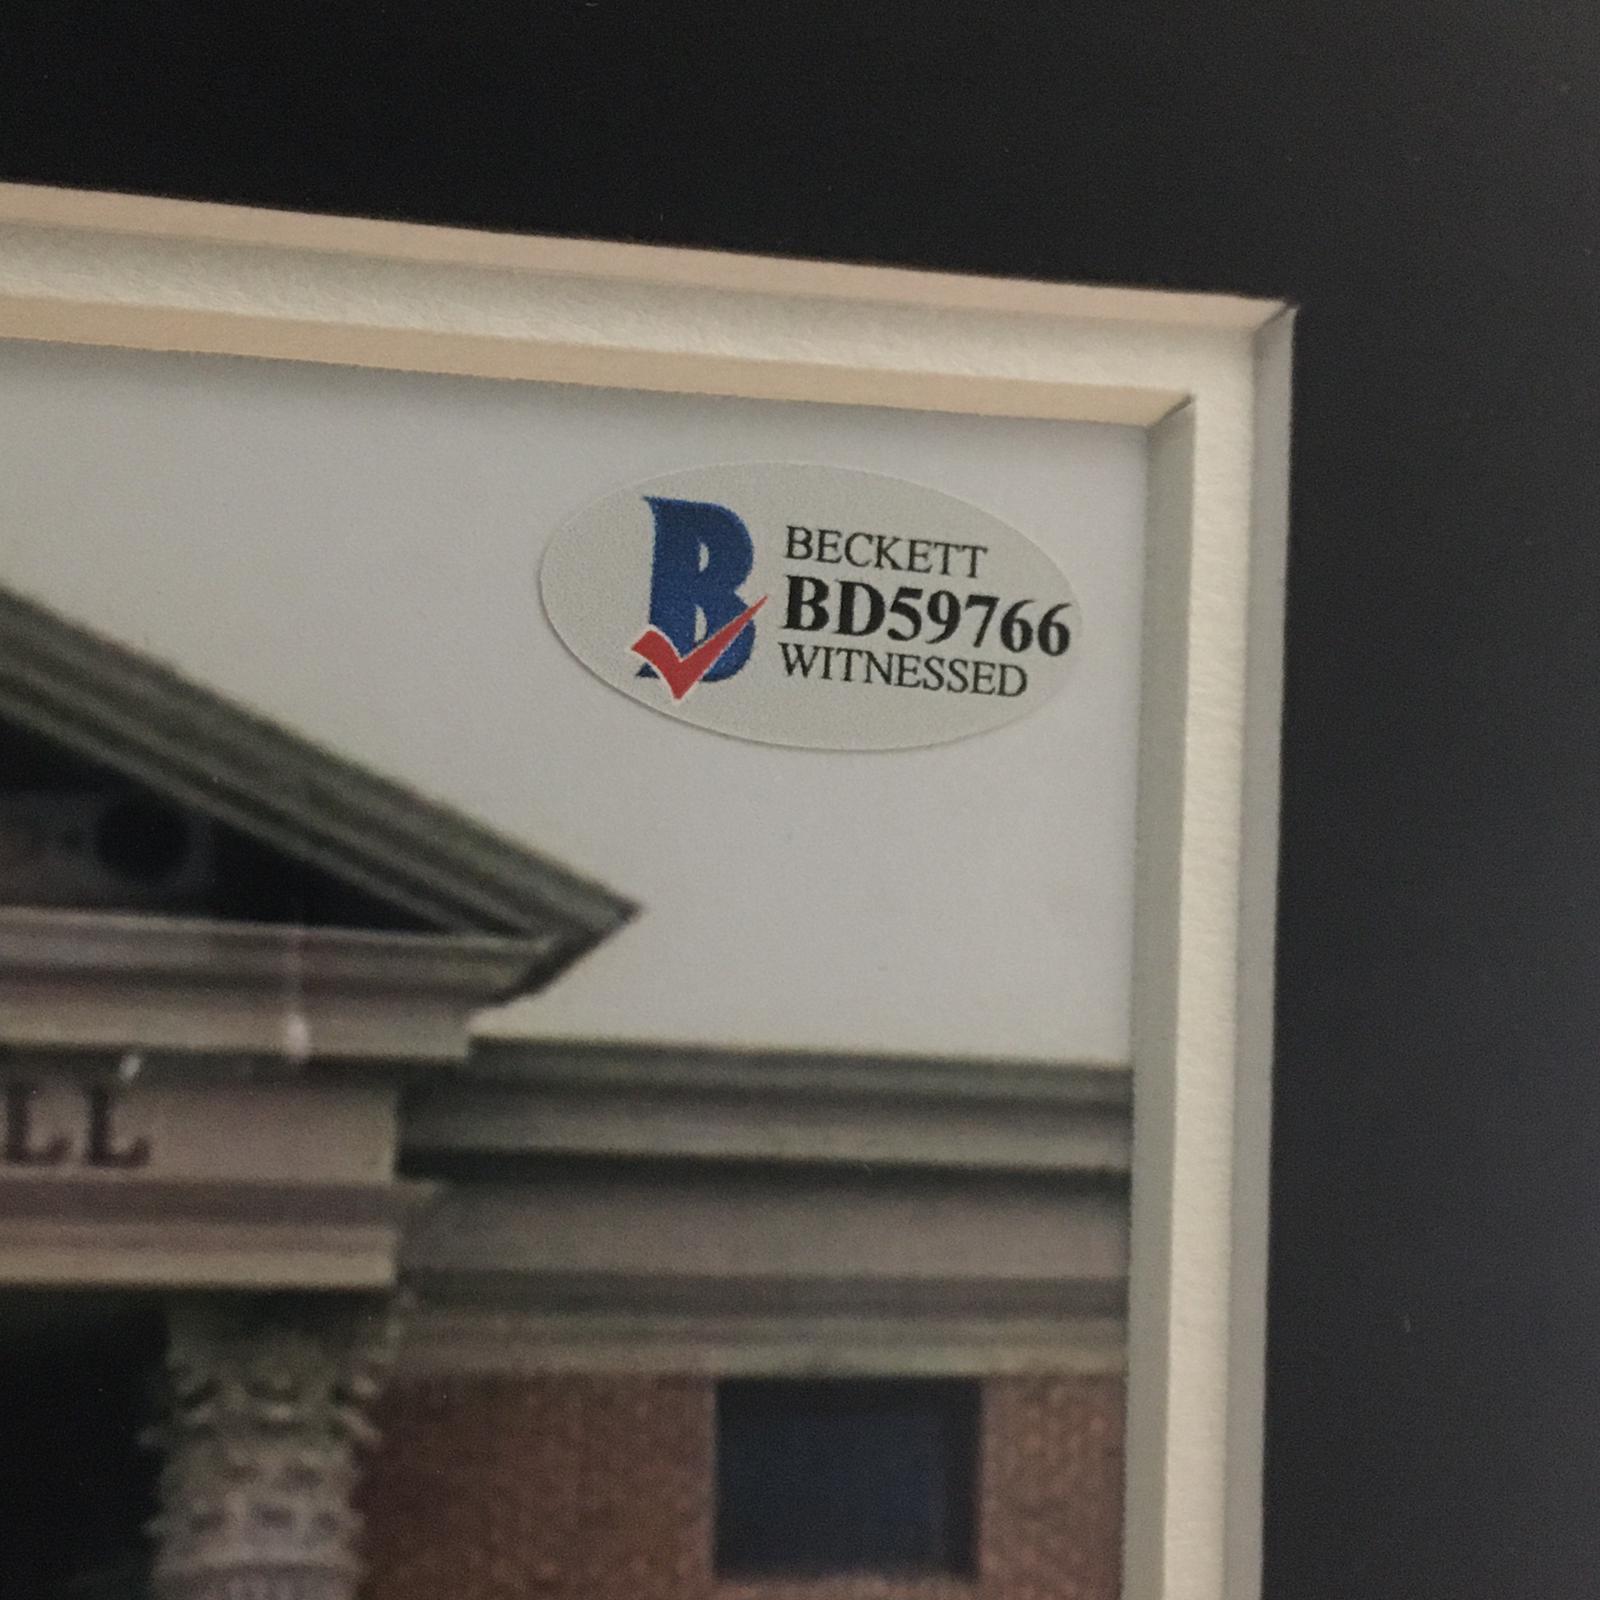 BECKETT
BD59766
WITNESSED
LL